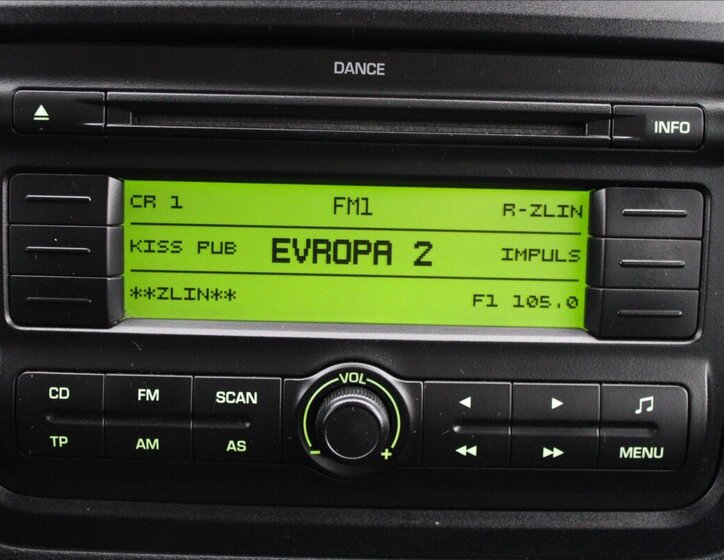 DANCE
INFO
CR 1 FM1 R-ZLIN
KISS PUB EVROPA 2 IMPULS
**ZLIN** F1 105.0
VOL
CD FM SCAN
TP AM AS
- +
MENU